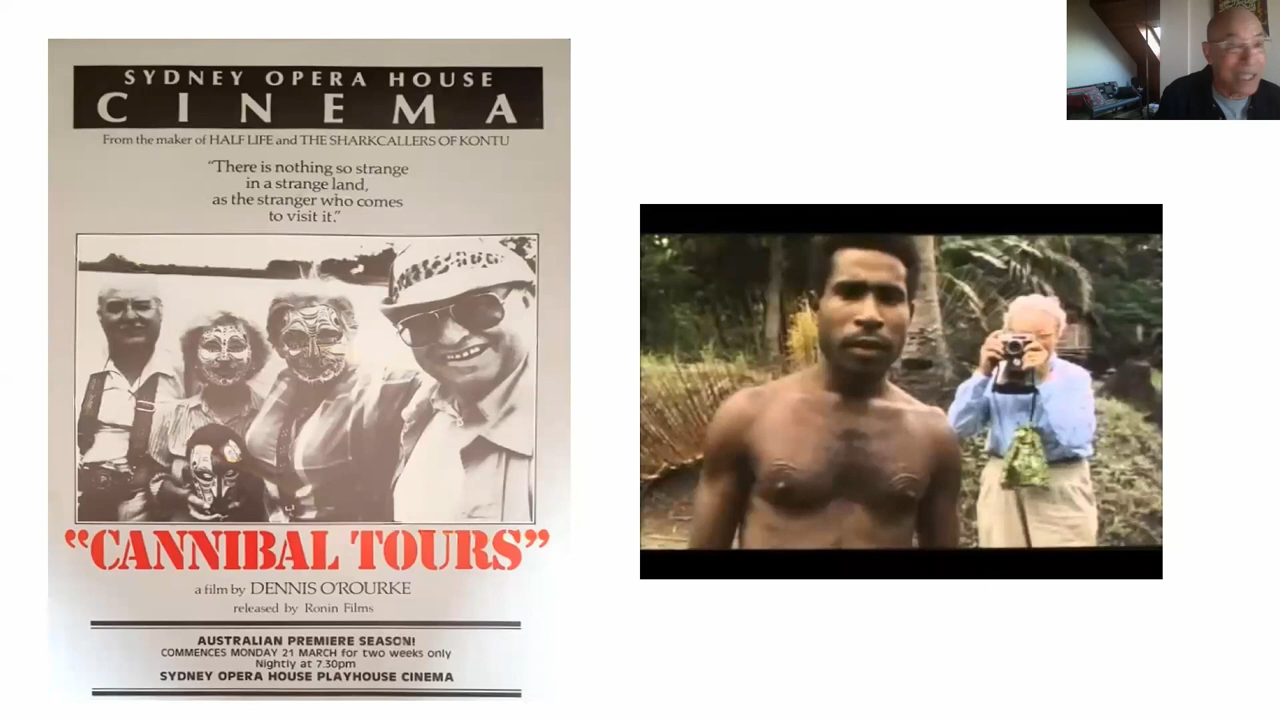 SYDNEY OPERA HOUSE
CINEMA
From the maker of HALF LIFE and THE SHARKCALLERS OF KONTU
“There is nothing so strange
in a strange land,
as the stranger who comes
to visit it.”
“CANNIBAL TOURS”
a film by DENNIS O'ROURKE
released by Ronin Films
AUSTRALIAN PREMIERE SEASON!
COMMENCES MONDAY 21 MARCH for two weeks only
Nightly at 7.30pm
SYDNEY OPERA HOUSE PLAYHOUSE CINEMA